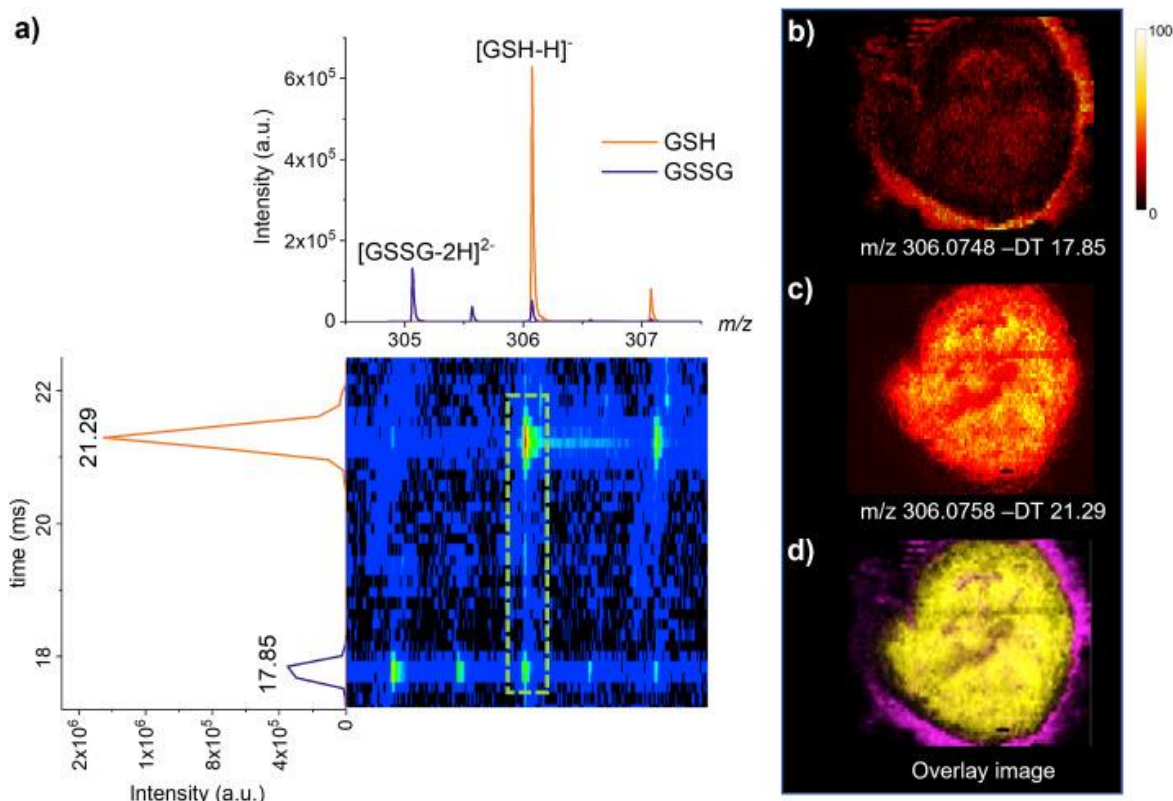 a)
[GSH-H]⁻
6x10⁵
4x10⁵
2x10⁵
0
Intensity (a.u.)
GSH
GSSG
[GSSG-2H]²⁻
305
306
307
m/z
22
20
18
time (ms)
21.29
17.85
2x10⁶
1x10⁶
8x10⁵
4x10⁵
0
Intensity (a.u.)
b)
100
0
m/z 306.0748 –DT 17.85
c)
m/z 306.0758 –DT 21.29
d)
Overlay image